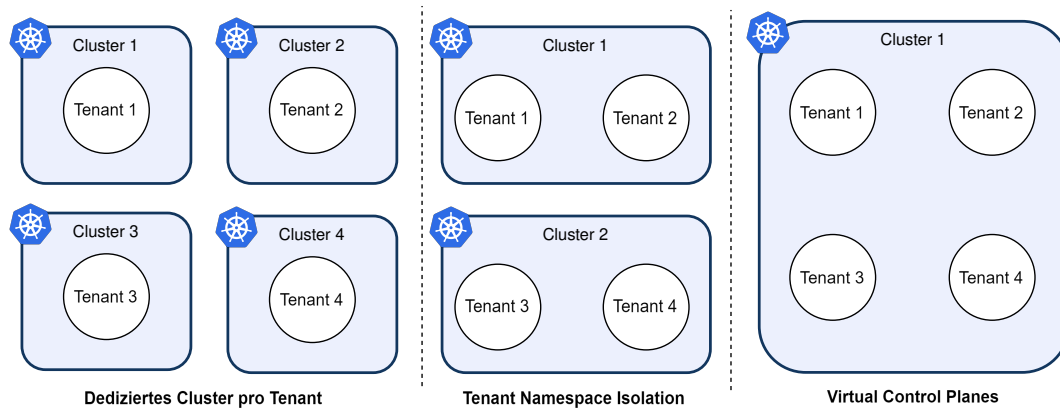 Cluster 1
Tenant 1
Cluster 2
Tenant 2
Cluster 3
Tenant 3
Cluster 4
Tenant 4
Dediziertes Cluster pro Tenant
Cluster 1
Tenant 1
Tenant 2
Cluster 2
Tenant 3
Tenant 4
Tenant Namespace Isolation
Cluster 1
Tenant 1
Tenant 2
Tenant 3
Tenant 4
Virtual Control Planes